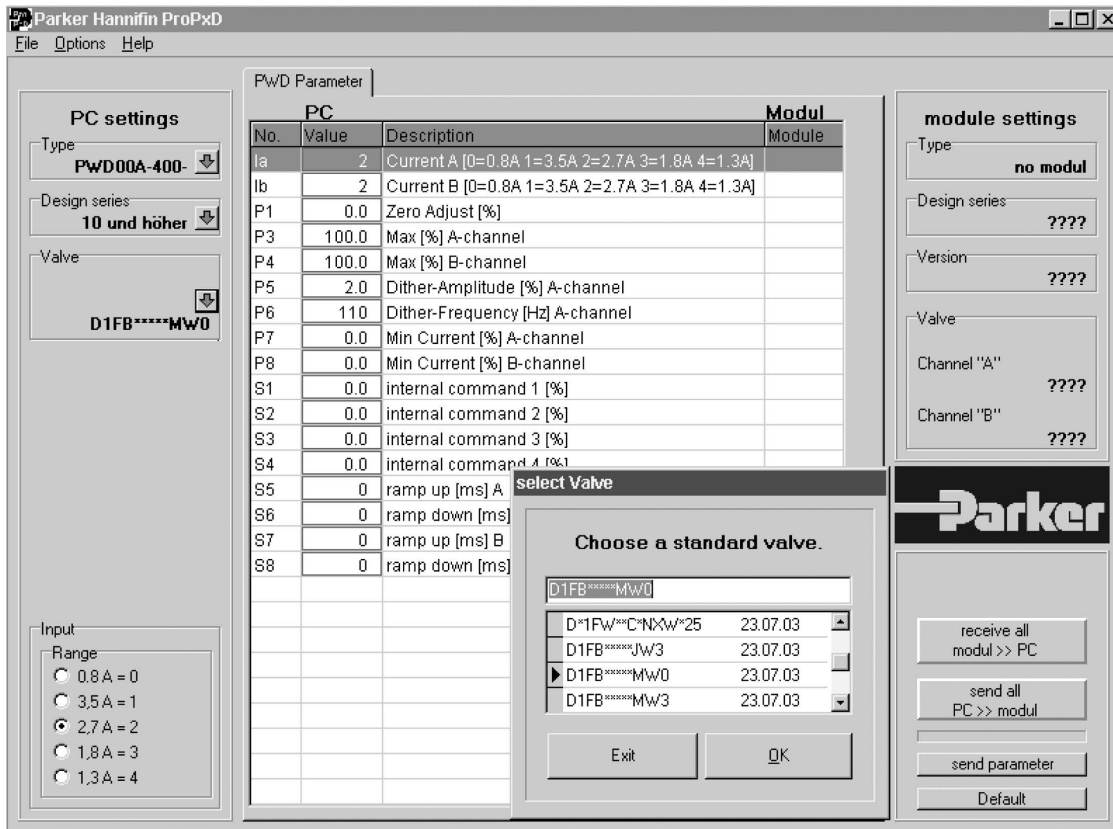 Parker Hannifin ProPxD
File Options Help
PC settings
Type
PWD00A-400-
Design series
10 und höher
Valve
D1FB*****MW0
Input
Range
0.8 A = 0
3,5 A = 1
2,7 A = 2
1,8 A = 3
1,3 A = 4
PWD Parameter
PC Modul
No. Value Description Module
Ia 2 Current A [0=0.8A 1=3.5A 2=2.7A 3=1.8A 4=1.3A]
Ib 2 Current B [0=0.8A 1=3.5A 2=2.7A 3=1.8A 4=1.3A]
P1 0.0 Zero Adjust [%]
P3 100.0 Max [%] A-channel
P4 100.0 Max [%] B-channel
P5 2.0 Dither-Amplitude [%] A-channel
P6 110 Dither-Frequency [Hz] A-channel
P7 0.0 Min Current [%] A-channel
P8 0.0 Min Current [%] B-channel
S1 0.0 internal command 1 [%]
S2 0.0 internal command 2 [%]
S3 0.0 internal command 3 [%]
S4 0.0 internal command 4 [%]
S5 0 ramp up [ms] A
S6 0 ramp down [ms]
S7 0 ramp up [ms] B
S8 0 ramp down [ms]
select Valve
Choose a standard valve.
D1FB*****MW0
D*1FW**C*NXW*25 23.07.03
D1FB*****JW3 23.07.03
D1FB*****MW0 23.07.03
D1FB*****MW3 23.07.03
Exit OK
module settings
Type
no modul
Design series
????
Version
????
Valve
Channel "A"
????
Channel "B"
????
Parker
receive all
modul >> PC
send all
PC >> modul
send parameter
Default